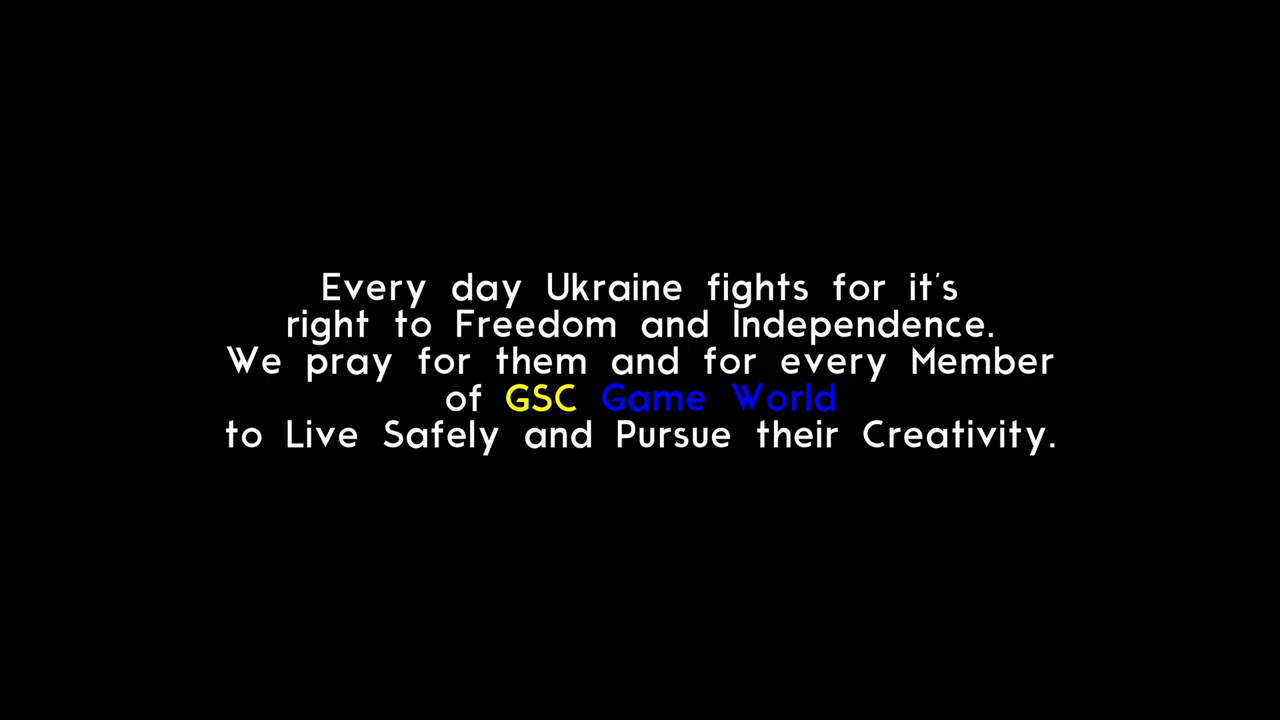 Every day Ukraine fights for it's
right to Freedom and Independence.
We pray for them and for every Member
of GSC Game World
to Live Safely and Pursue their Creativity.